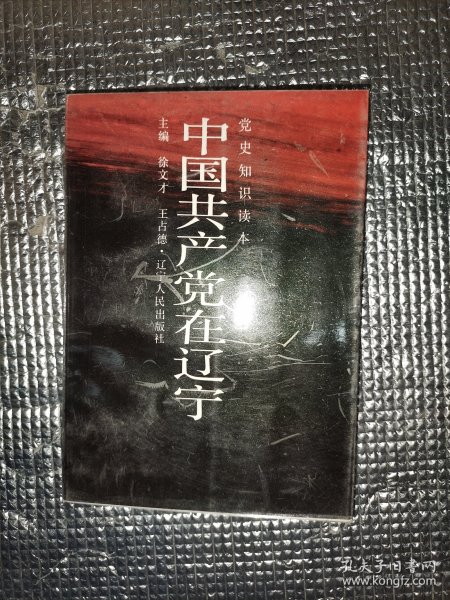 党史知识读本
中国共产党在辽宁
主编 徐文才 王占德·辽宁人民出版社
孔夫子旧书网
www.kongfz.com